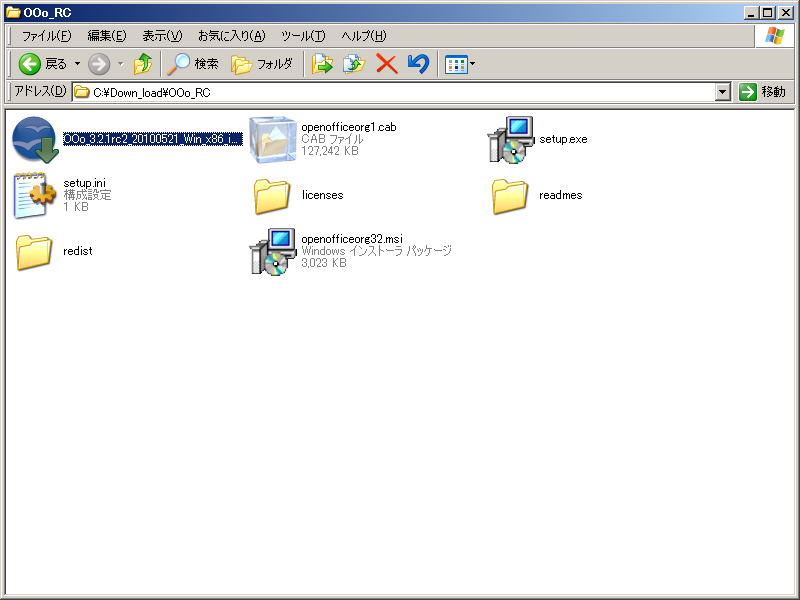 OOo_RC
ファイル(F) 編集(E) 表示(V) お気に入り(A) ツール(T) ヘルプ(H)
戻る 検索 フォルダ
アドレス(D) C:¥Down_load¥OOo_RC 移動
OOo_3.2.1rc2_20100521_Win_x86_i...
openofficeorg1.cab
CAB ファイル
127,242 KB
setup.exe
setup.ini
構成設定
1 KB
licenses
readmes
redist
openofficeorg32.msi
Windows インストーラ パッケージ
3,023 KB